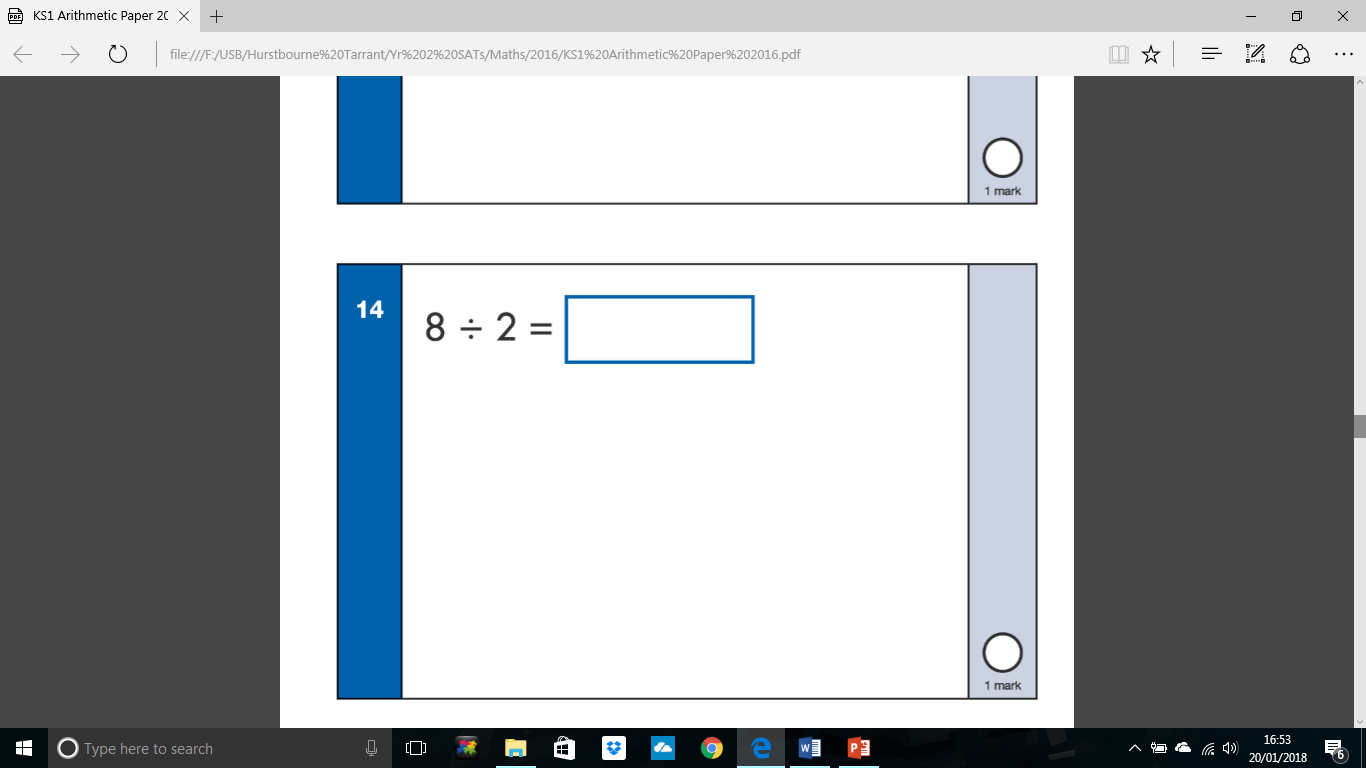 KS1 Arithmetic Paper 20
file:///F:/USB/Hurstbourne%20Tarrant/Yr%202%20SATs/Maths/2016/KS1%20Arithmetic%20Paper%202016.pdf
1 mark
14
8 ÷ 2 =
1 mark
Type here to search
16:53
20/01/2018
6